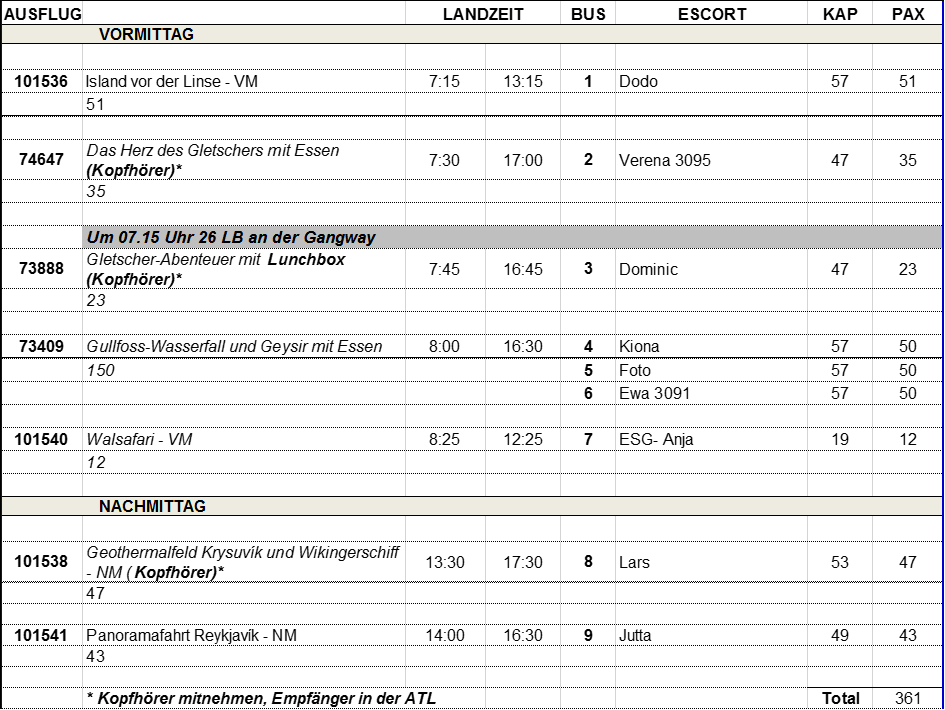 AUSFLUG LANDZEIT BUS ESCORT KAP PAX
VORMITTAG
101536 Island vor der Linse - VM 7:15 13:15 1 Dodo 57 51
51
74647 Das Herz des Gletschers mit Essen (Kopfhörer)* 7:30 17:00 2 Verena 3095 47 35
35
Um 07.15 Uhr 26 LB an der Gangway
73888 Gletscher-Abenteuer mit Lunchbox (Kopfhörer)* 7:45 16:45 3 Dominic 47 23
23
73409 Gullfoss-Wasserfall und Geysir mit Essen 8:00 16:30 4 Kiona 57 50
150 5 Foto 57 50
6 Ewa 3091 57 50
101540 Walsafari - VM 8:25 12:25 7 ESG- Anja 19 12
12
NACHMITTAG
101538 Geothermalfeld Krysuvík und Wikingerschiff - NM ( Kopfhörer)* 13:30 17:30 8 Lars 53 47
47
101541 Panoramafahrt Reykjavík - NM 14:00 16:30 9 Jutta 49 43
43
* Kopfhörer mitnehmen, Empfänger in der ATL Total 361